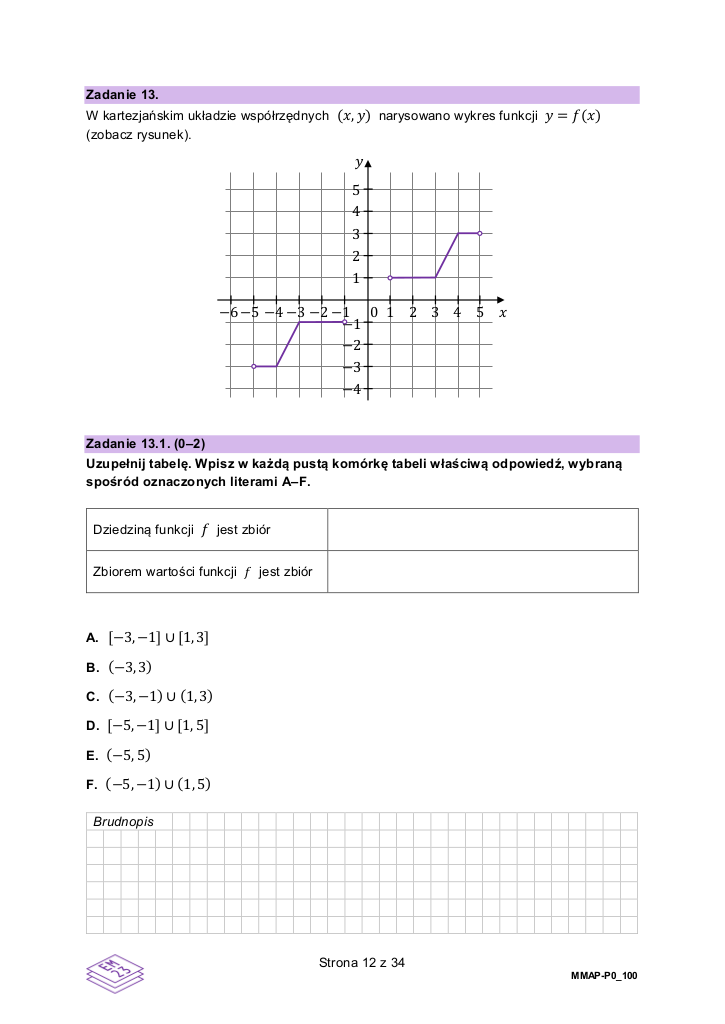 Zadanie 13.
W kartezjańskim układzie współrzędnych (x, y) narysowano wykres funkcji y = f(x)
(zobacz rysunek).
y
5
4
3
2
1
−6 −5 −4 −3 −2 −1 0 1 2 3 4 5 x
−1
−2
−3
−4
Zadanie 13.1. (0–2)
Uzupełnij tabelę. Wpisz w każdą pustą komórkę tabeli właściwą odpowiedź, wybraną
spośród oznaczonych literami A–F.
Dziedziną funkcji f jest zbiór
Zbiorem wartości funkcji f jest zbiór
A. [−3, −1] ∪ [1, 3]
B. (−3, 3)
C. (−3, −1) ∪ (1, 3)
D. [−5, −1] ∪ [1, 5]
E. (−5, 5)
F. (−5, −1) ∪ (1, 5)
Brudnopis
EM
23
Strona 12 z 34
MMAP-P0_100